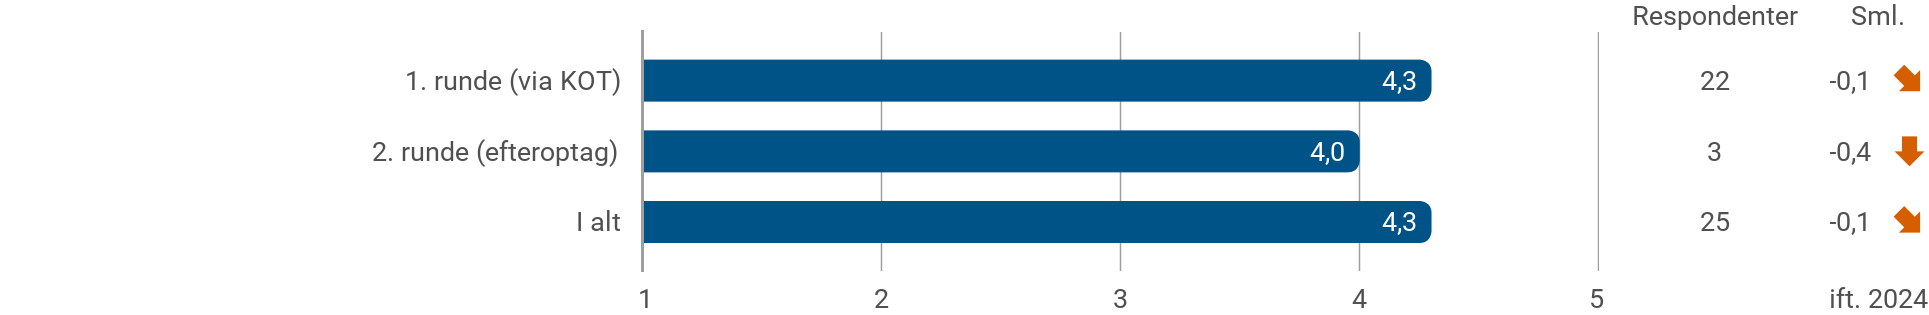 Respondenter Sml.
1. runde (via KOT) 4,3 22 -0,1
2. runde (efteroptag) 4,0 3 -0,4
I alt 4,3 25 -0,1
1 2 3 4 5 ift. 2024